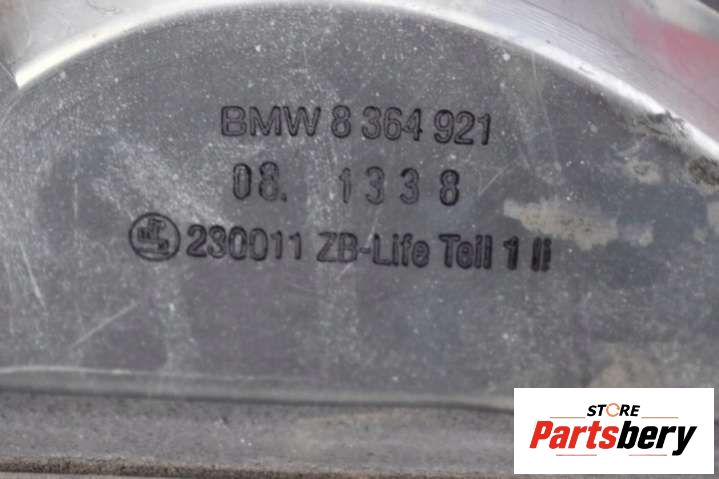 BMW 8 364 921
08. 1338
230011 ZB-Life Teil 1 li
STORE
Partsbery